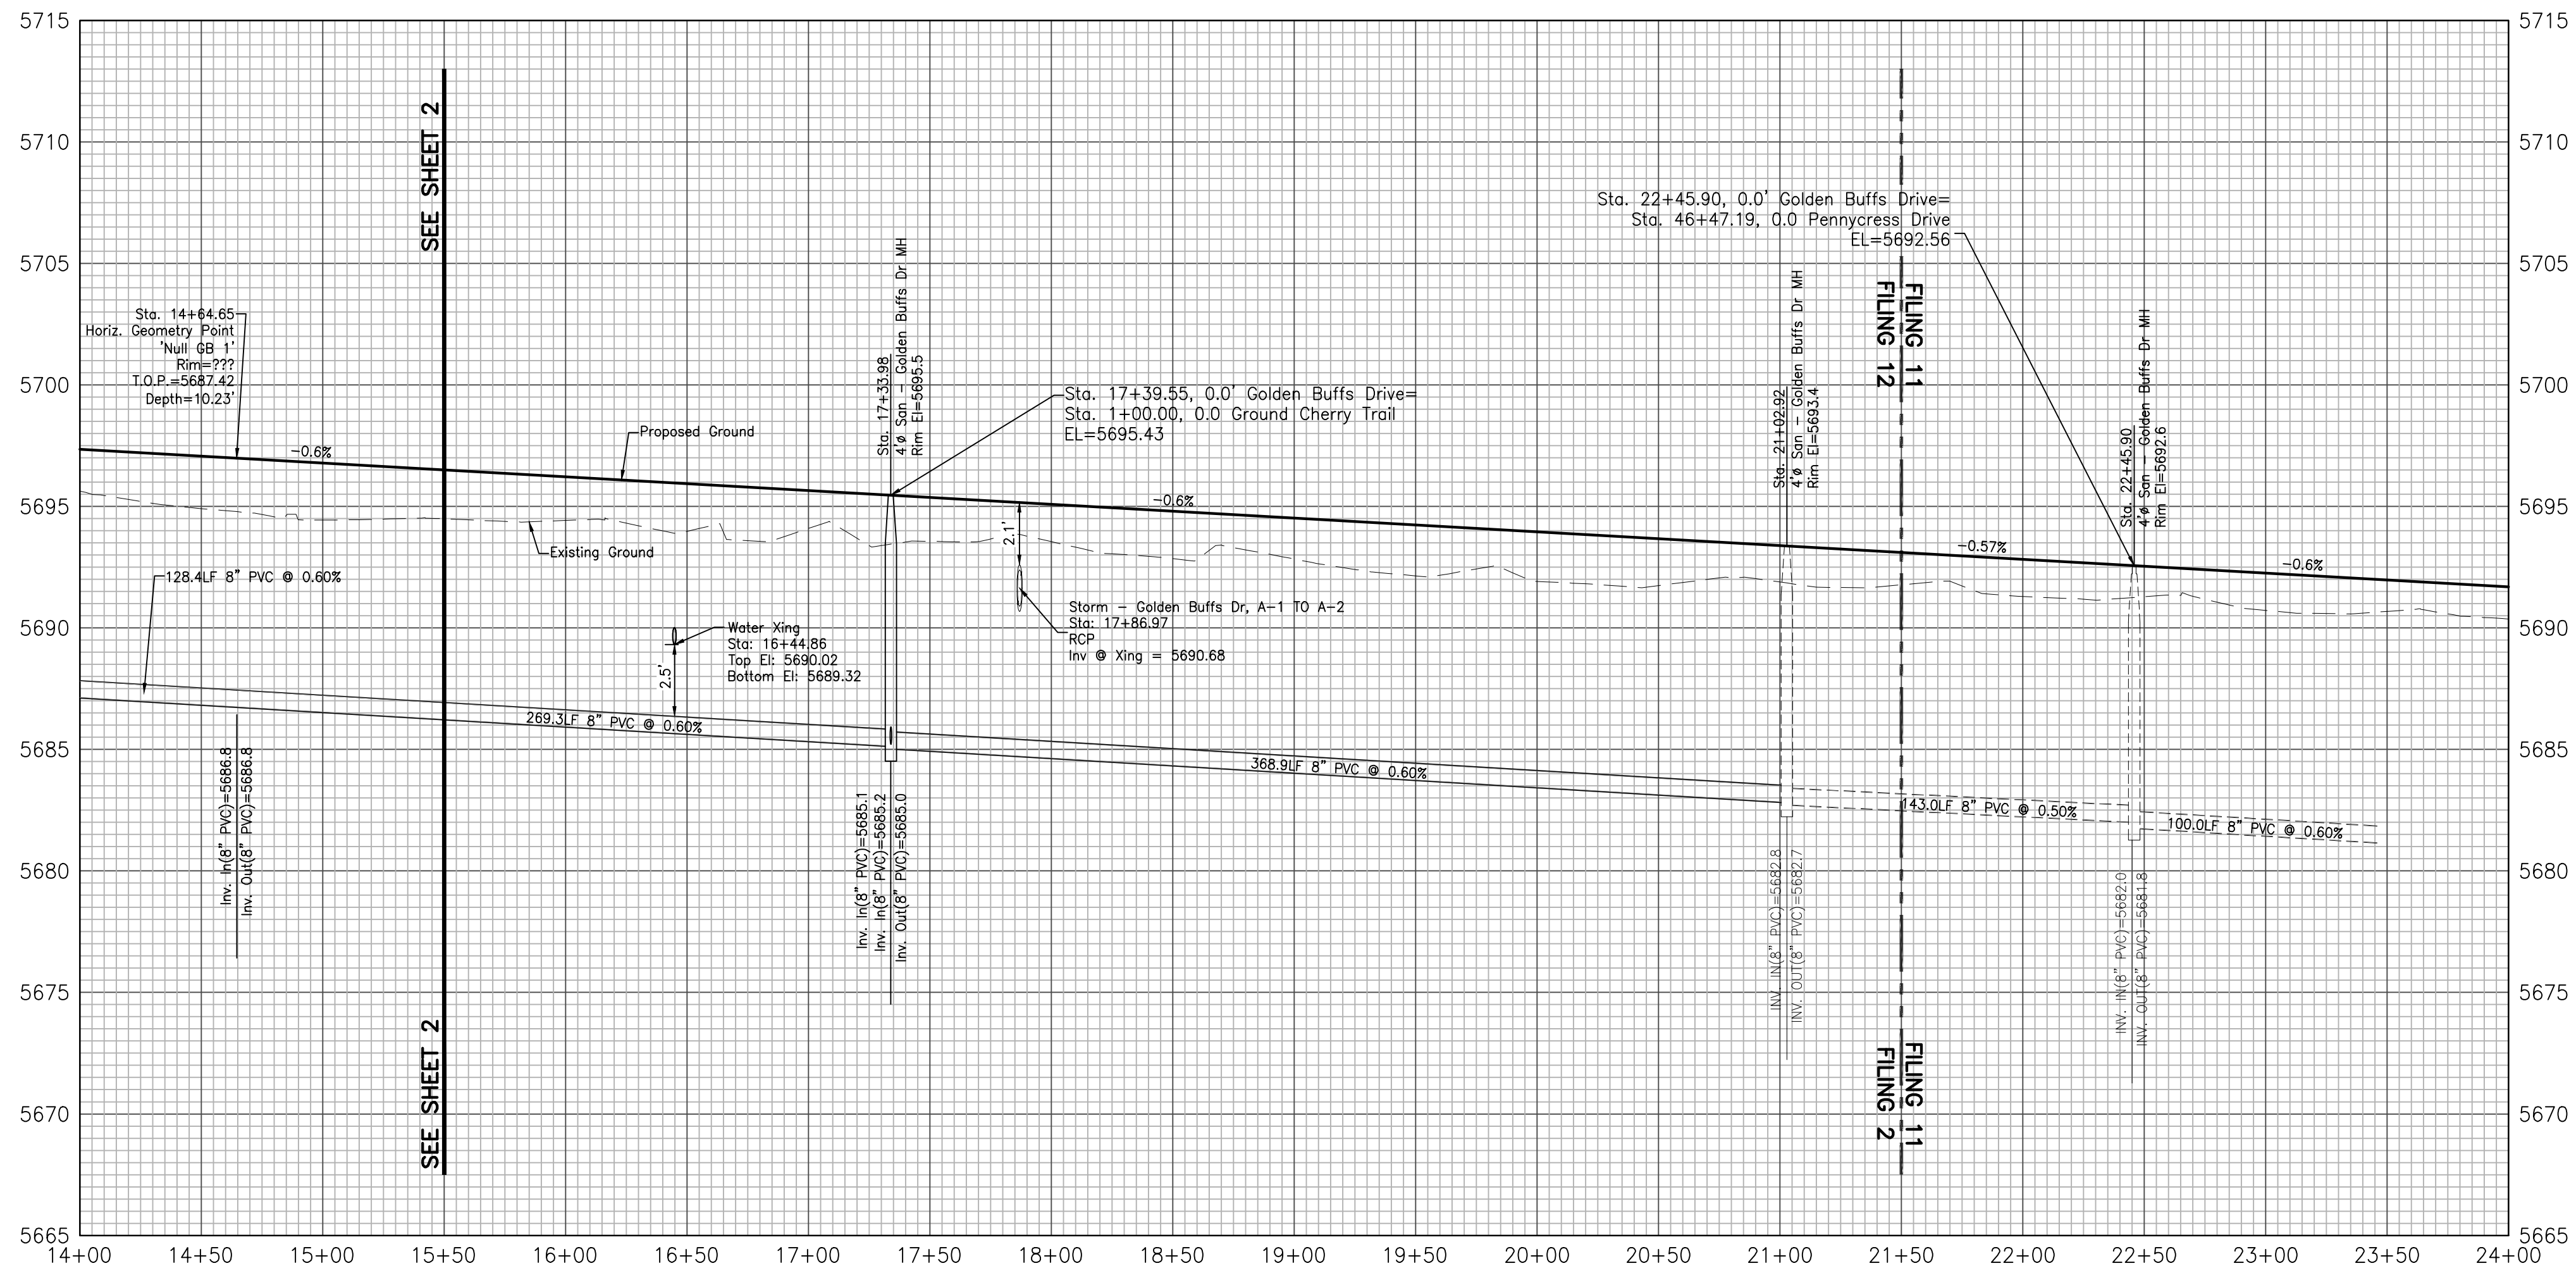 5715
5710
5705
5700
5695
5690
5685
5680
5675
5670
5665
5715
5710
5705
5700
5695
5690
5685
5680
5675
5670
5665
SEE SHEET 2
SEE SHEET 2
Sta. 14+64.65
Horiz. Geometry Point
'Null GB 1'
Rim=???
T.O.P.=5687.42
Depth=10.23'
-0.6%
Proposed Ground
Existing Ground
128.4LF 8" PVC @ 0.60%
Inv. In(8" PVC)=5686.8
Inv. Out(8" PVC)=5686.8
269.3LF 8" PVC @ 0.60%
2.5'
Water Xing
Sta: 16+44.86
Top El: 5690.02
Bottom El: 5689.32
Sta. 17+33.98
4'ø San - Golden Buffs Dr MH
Rim El=5695.5
Inv. In(8" PVC)=5685.1
Inv. In(8" PVC)=5685.2
Inv. Out(8" PVC)=5685.0
Sta. 17+39.55, 0.0' Golden Buffs Drive=
Sta. 1+00.00, 0.0 Ground Cherry Trail
EL=5695.43
-0.6%
2.1'
Storm - Golden Buffs Dr, A-1 TO A-2
Sta: 17+86.97
RCP
Inv @ Xing = 5690.68
368.9LF 8" PVC @ 0.60%
Sta. 21+02.92
4'ø San - Golden Buffs Dr MH
Rim El=5693.4
INV. IN(8" PVC)=5682.8
INV. OUT(8" PVC)=5682.7
Sta. 22+45.90, 0.0' Golden Buffs Drive=
Sta. 46+47.19, 0.0 Pennycress Drive
EL=5692.56
FILING 11
FILING 12
FILING 11
FILING 2
-0.57%
143.0LF 8" PVC @ 0.50%
Sta. 22+45.90
4'ø San - Golden Buffs Dr MH
Rim El=5692.6
INV. IN(8" PVC)=5682.0
INV. OUT(8" PVC)=5681.8
-0.6%
100.0LF 8" PVC @ 0.60%
14+00 14+50 15+00 15+50 16+00 16+50 17+00 17+50 18+00 18+50 19+00 19+50 20+00 20+50 21+00 21+50 22+00 22+50 23+00 23+50 24+00